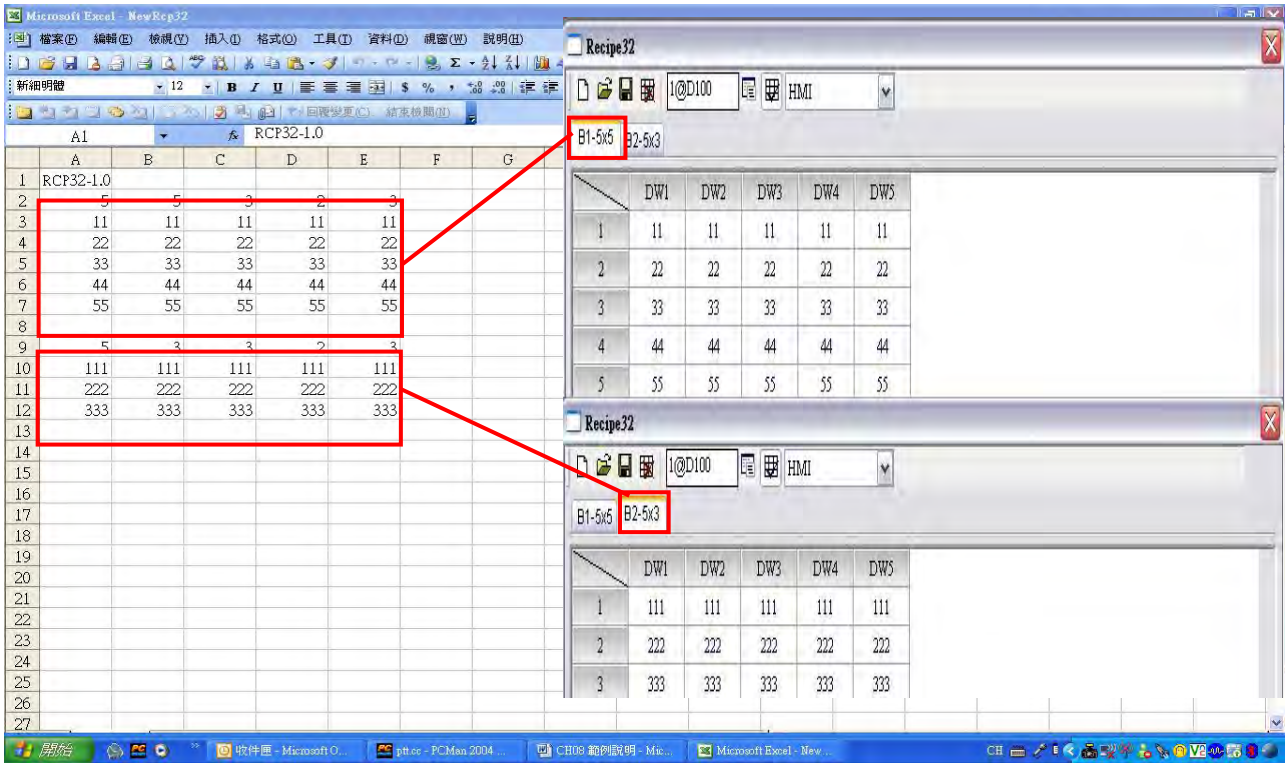 Microsoft Excel - NewRcp32
檔案(F) 編輯(E) 檢視(V) 插入(I) 格式(O) 工具(T) 資料(D) 視窗(W) 說明(H)
新細明體 12 B I U $ % ,
回覆變更(C) 結束檢閱(N)
A1 fx RCP32-1.0
A B C D E F G
1 RCP32-1.0
2 5 5 3 2 3
3 11 11 11 11 11
4 22 22 22 22 22
5 33 33 33 33 33
6 44 44 44 44 44
7 55 55 55 55 55
8
9 5 3 3 2 3
10 111 111 111 111 111
11 222 222 222 222 222
12 333 333 333 333 333
13
14
15
16
17
18
19
20
21
22
23
24
25
26
27
Recipe32
1@D100 HMI
B1-5x5 B2-5x3
DW1 DW2 DW3 DW4 DW5
1 11 11 11 11 11
2 22 22 22 22 22
3 33 33 33 33 33
4 44 44 44 44 44
5 55 55 55 55 55
Recipe32
1@D100 HMI
B1-5x5 B2-5x3
DW1 DW2 DW3 DW4 DW5
1 111 111 111 111 111
2 222 222 222 222 222
3 333 333 333 333 333
開始 收件匣 - Microsoft O... ptt.cc - PCMan 2004 ... CH08 範例說明 - Mic... Microsoft Excel - New... CH